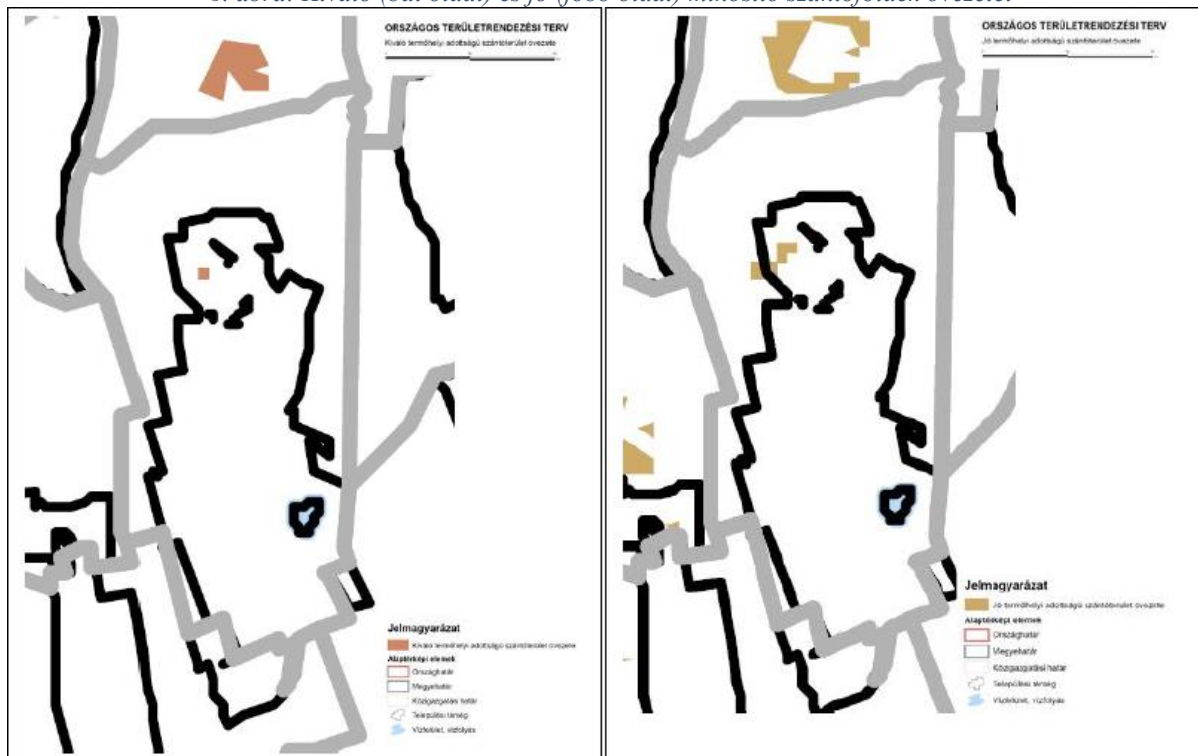 ORSZÁGOS TERÜLETRENDEZÉSI TERV
Kiváló termőhelyi adottságú szántóterület övezete
Jelmagyarázat
Kiváló termőhelyi adottságú szántóterület övezete
Alaptérképi elemek
Országhatár
Megyehatár
Közigazgatási határ
Települési térség
Vízfelület, vízfolyás
ORSZÁGOS TERÜLETRENDEZÉSI TERV
Jó termőhelyi adottságú szántóterület övezete
Jelmagyarázat
Jó termőhelyi adottságú szántóterület övezete
Alaptérképi elemek
Országhatár
Megyehatár
Közigazgatási határ
Települési térség
Vízfelület, vízfolyás